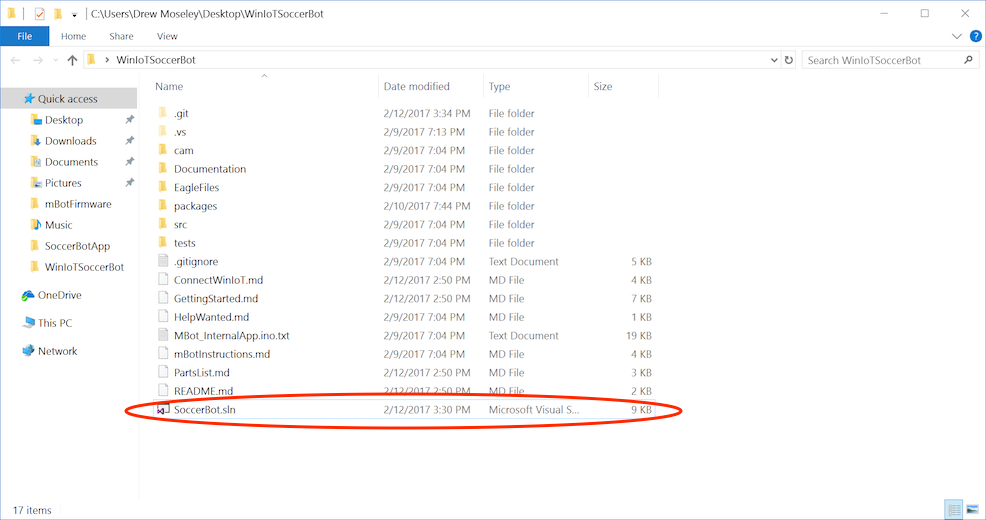 C:\Users\Drew Moseley\Desktop\WinIoTSoccerBot
File Home Share View
WinIoTSoccerBot Search WinIoTSoccerBot
Name Date modified Type Size
Quick access
Desktop
Downloads
Documents
Pictures
mBotFirmware
Music
SoccerBotApp
WinIoTSoccerBot
OneDrive
This PC
Network
.git 2/12/2017 3:34 PM File folder
.vs 2/9/2017 7:13 PM File folder
cam 2/9/2017 7:04 PM File folder
Documentation 2/9/2017 7:04 PM File folder
EagleFiles 2/9/2017 7:04 PM File folder
packages 2/10/2017 7:44 PM File folder
src 2/9/2017 7:04 PM File folder
tests 2/9/2017 7:04 PM File folder
.gitignore 2/9/2017 7:04 PM Text Document 5 KB
ConnectWinIoT.md 2/12/2017 2:50 PM MD File 4 KB
GettingStarted.md 2/12/2017 2:50 PM MD File 7 KB
HelpWanted.md 2/9/2017 7:04 PM MD File 1 KB
MBot_InternalApp.ino.txt 2/9/2017 7:04 PM Text Document 19 KB
mBotInstructions.md 2/9/2017 7:04 PM MD File 4 KB
PartsList.md 2/12/2017 2:50 PM MD File 3 KB
README.md 2/12/2017 2:50 PM MD File 2 KB
SoccerBot.sln 2/12/2017 3:30 PM Microsoft Visual S... 9 KB
17 items